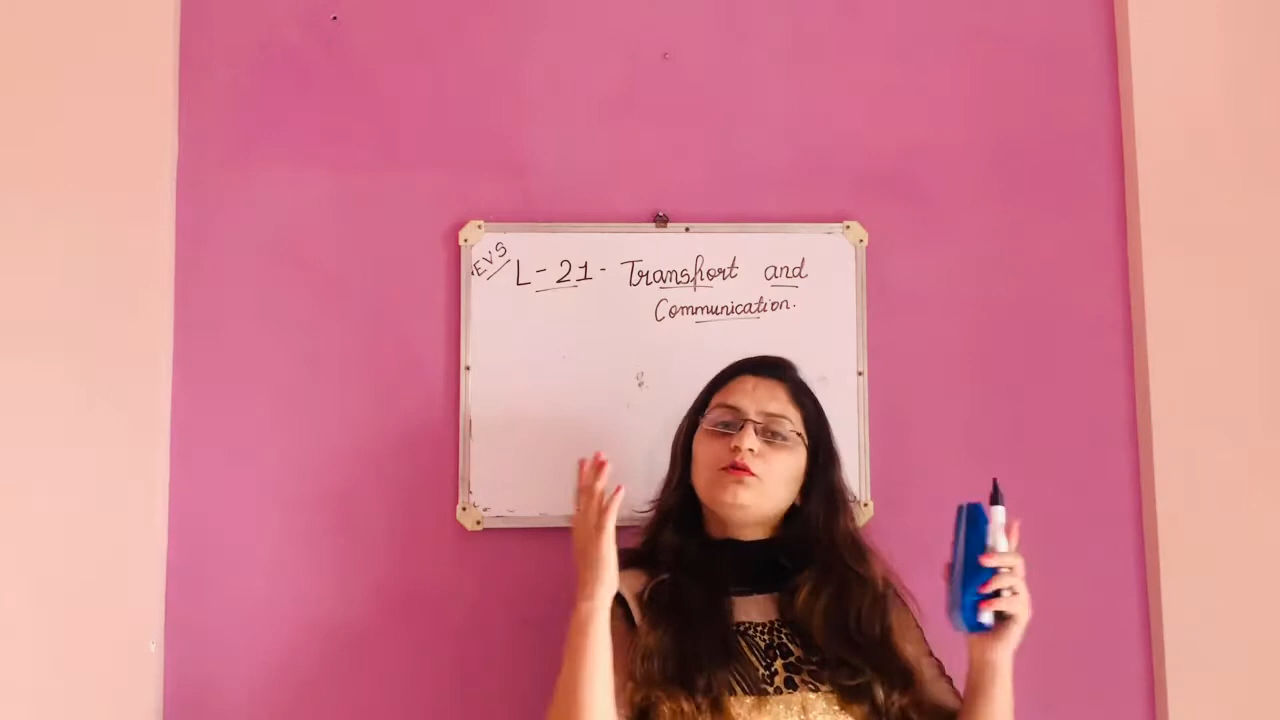 EVS
L - 21 - Transport and
Communication.